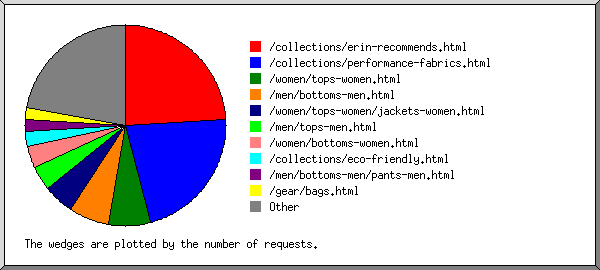 /collections/erin-recommends.html
/collections/performance-fabrics.html
/women/tops-women.html
/men/bottoms-men.html
/women/tops-women/jackets-women.html
/men/tops-men.html
/women/bottoms-women.html
/collections/eco-friendly.html
/men/bottoms-men/pants-men.html
/gear/bags.html
Other
The wedges are plotted by the number of requests.